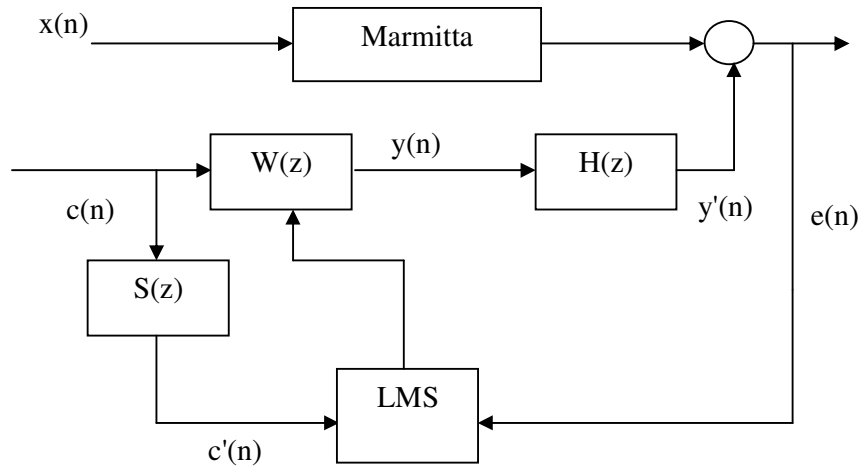 x(n)
Marmitta
W(z)
y(n)
H(z)
c(n)
y'(n)
e(n)
S(z)
LMS
c'(n)